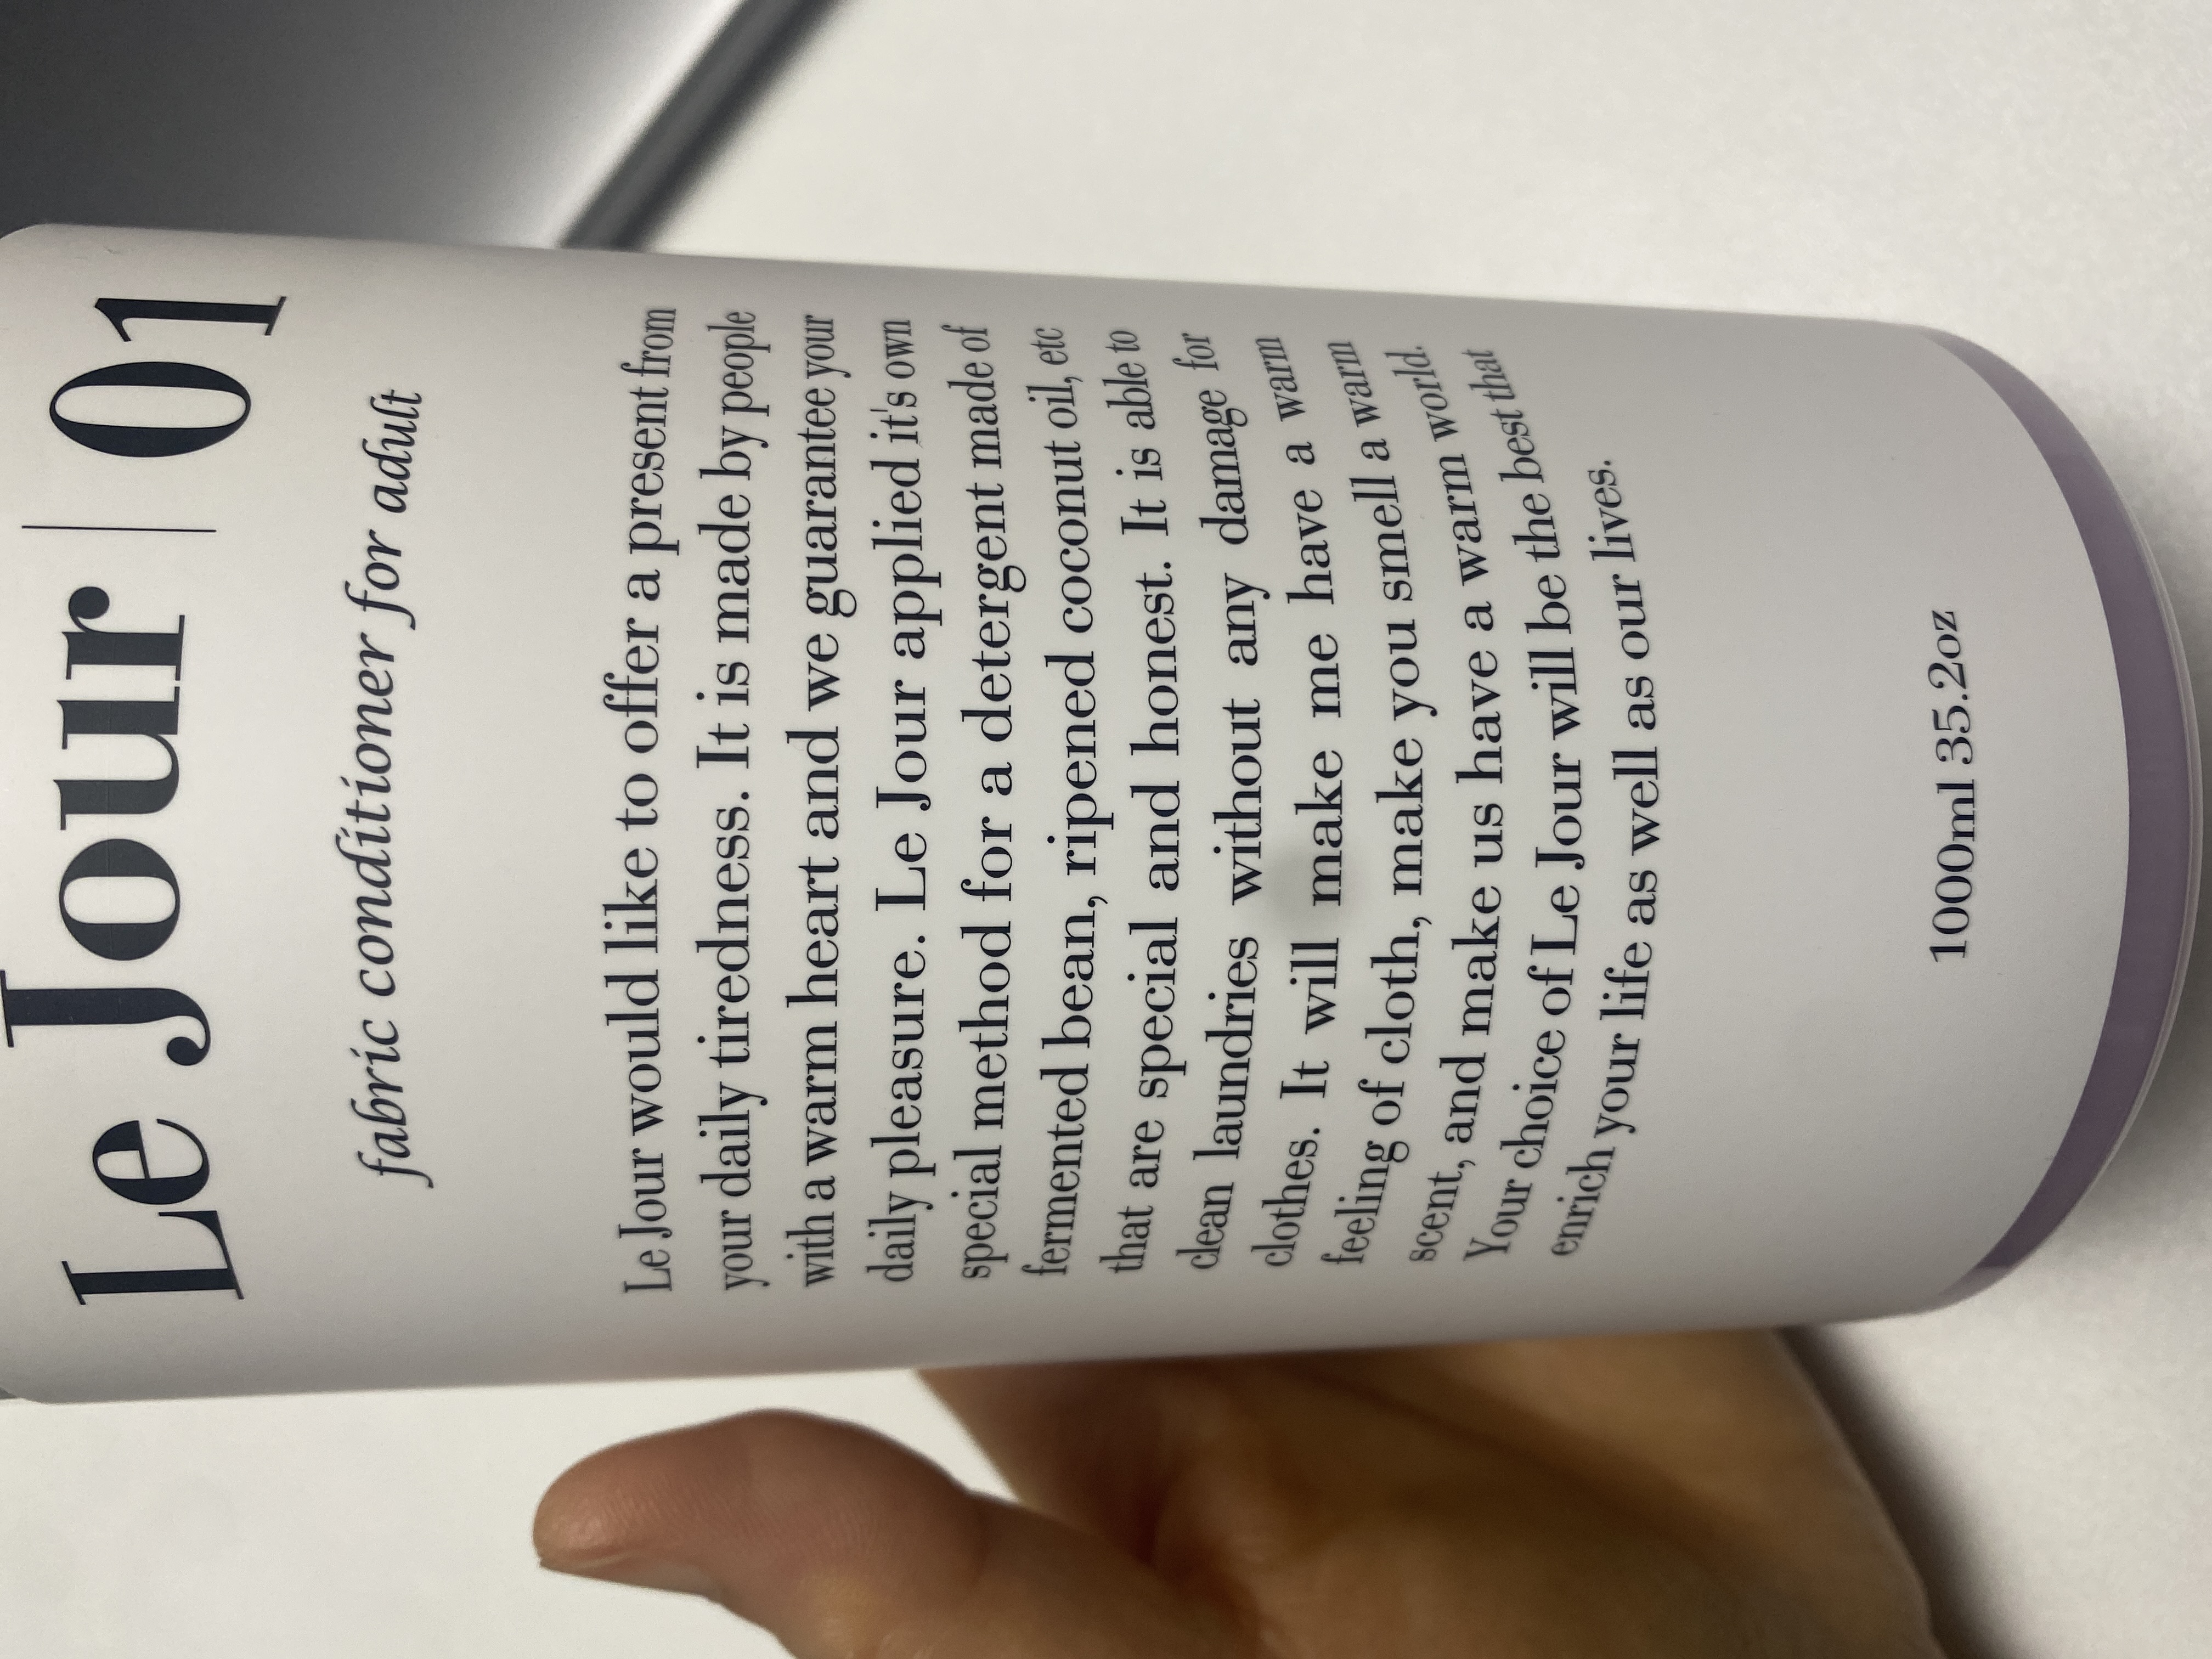 Le Jour | 01
fabric conditioner for adult
Le Jour would like to offer a present from
your daily tiredness. It is made by people
with a warm heart and we guarantee your
daily pleasure. Le Jour applied it's own
special method for a detergent made of
fermented bean, ripened coconut oil, etc
that are special and honest. It is able to
clean laundries without any damage for
clothes. It will make me have a warm
feeling of cloth, make you smell a warm
scent, and make us have a warm world.
Your choice of Le Jour will be the best that
enrich your life as well as our lives.
1000ml 35.2oz